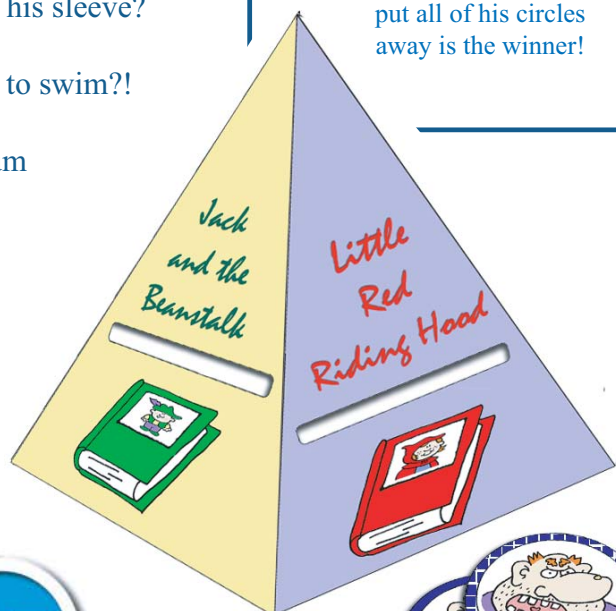 his sleeve?
to swim?!
put all of his circles
away is the winner!
Jack
and the
Beanstalk
Little
Red
Riding Hood